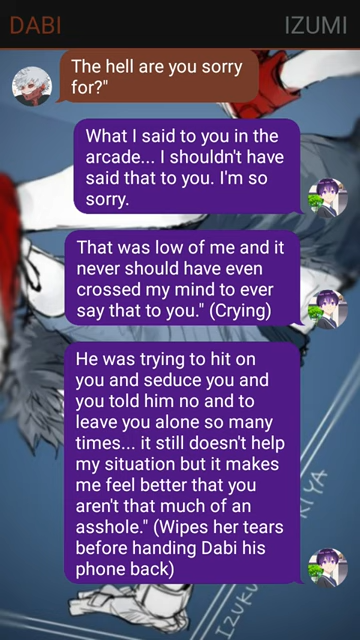 DABI
IZUMI
The hell are you sorry
for?"
What I said to you in the
arcade... I shouldn't have
said that to you. I'm so
sorry.
That was low of me and it
never should have even
crossed my mind to ever
say that to you." (Crying)
He was trying to hit on
you and seduce you and
you told him no and to
leave you alone so many
times... it still doesn't help
my situation but it makes
me feel better that you
aren't that much of an
asshole." (Wipes her tears
before handing Dabi his
phone back)
IZUKU
RIYA